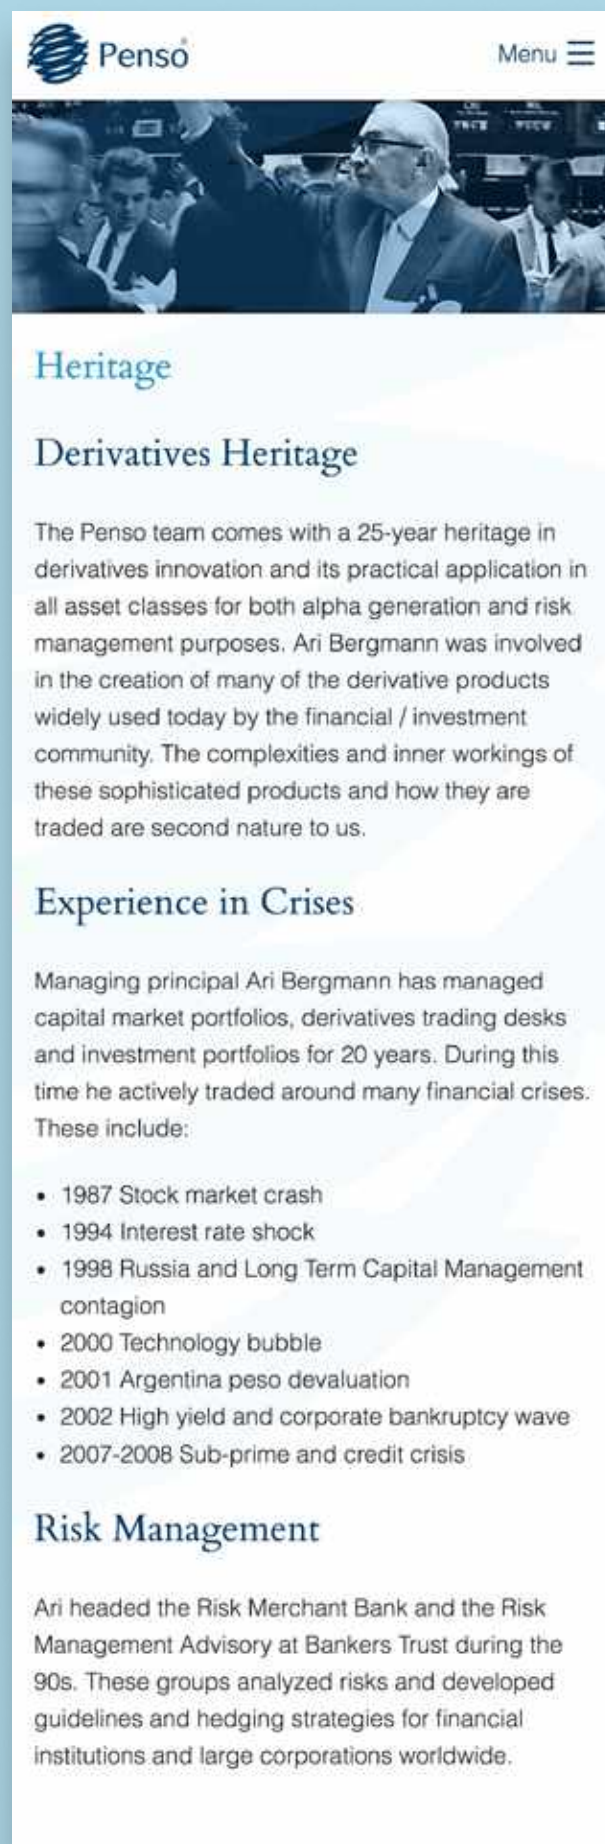 Penso
Menu
Heritage
Derivatives Heritage
The Penso team comes with a 25-year heritage in
derivatives innovation and its practical application in
all asset classes for both alpha generation and risk
management purposes. Ari Bergmann was involved
in the creation of many of the derivative products
widely used today by the financial / investment
community. The complexities and inner workings of
these sophisticated products and how they are
traded are second nature to us.
Experience in Crises
Managing principal Ari Bergmann has managed
capital market portfolios, derivatives trading desks
and investment portfolios for 20 years. During this
time he actively traded around many financial crises.
These include:
• 1987 Stock market crash
• 1994 Interest rate shock
• 1998 Russia and Long Term Capital Management
contagion
• 2000 Technology bubble
• 2001 Argentina peso devaluation
• 2002 High yield and corporate bankruptcy wave
• 2007-2008 Sub-prime and credit crisis
Risk Management
Ari headed the Risk Merchant Bank and the Risk
Management Advisory at Bankers Trust during the
90s. These groups analyzed risks and developed
guidelines and hedging strategies for financial
institutions and large corporations worldwide.